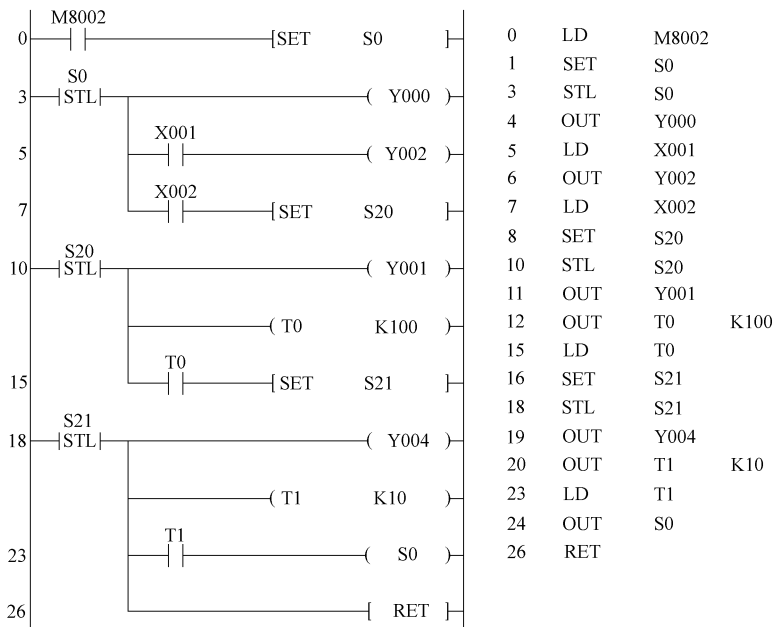 M8002
0 [SET S0 ]
S0
3 STL ( Y000 )
X001
5 ( Y002 )
X002
7 [ SET S20 ]
S20
10 STL ( Y001 )
( T0 K100 )
T0
15 [ SET S21 ]
S21
18 STL ( Y004 )
( T1 K10 )
T1
23 ( S0 )
26 [ RET ]
0 LD M8002
1 SET S0
3 STL S0
4 OUT Y000
5 LD X001
6 OUT Y002
7 LD X002
8 SET S20
10 STL S20
11 OUT Y001
12 OUT T0 K100
15 LD T0
16 SET S21
18 STL S21
19 OUT Y004
20 OUT T1 K10
23 LD T1
24 OUT S0
26 RET